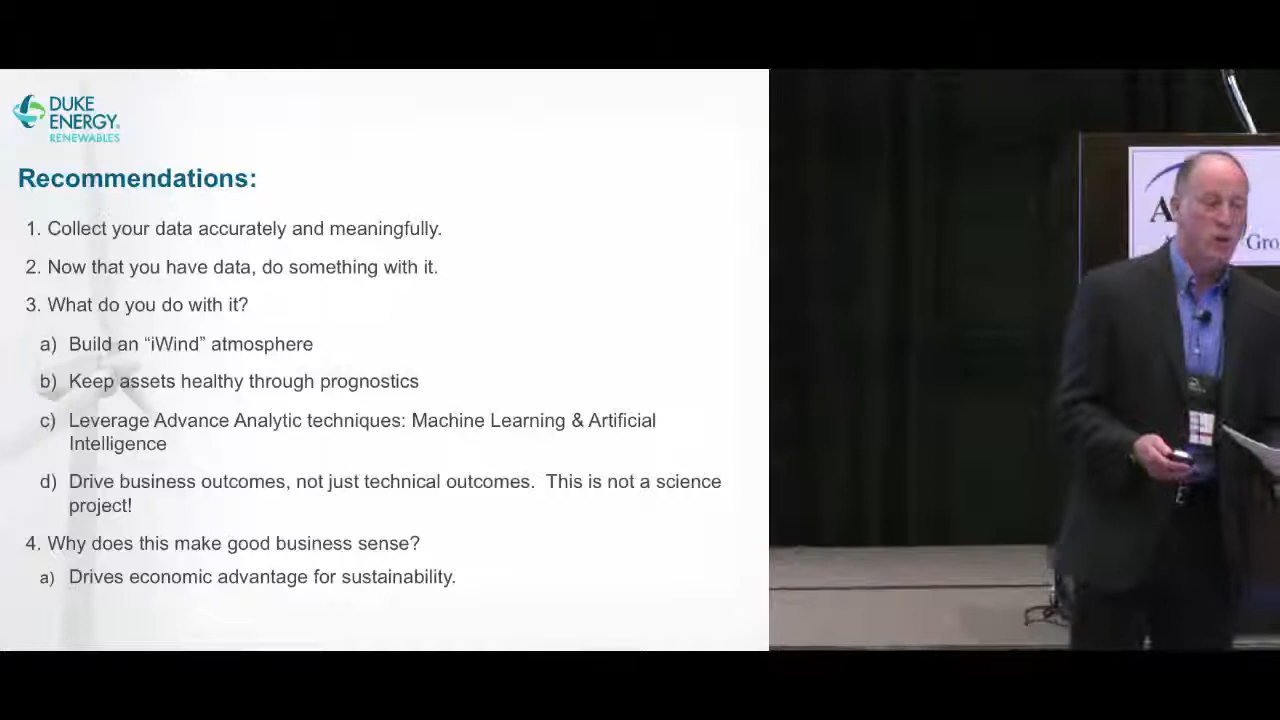 DUKE
ENERGY®
RENEWABLES
Recommendations:
1. Collect your data accurately and meaningfully.
2. Now that you have data, do something with it.
3. What do you do with it?
a) Build an “iWind” atmosphere
b) Keep assets healthy through prognostics
c) Leverage Advance Analytic techniques: Machine Learning & Artificial
Intelligence
d) Drive business outcomes, not just technical outcomes.  This is not a science
project!
4. Why does this make good business sense?
a) Drives economic advantage for sustainability.